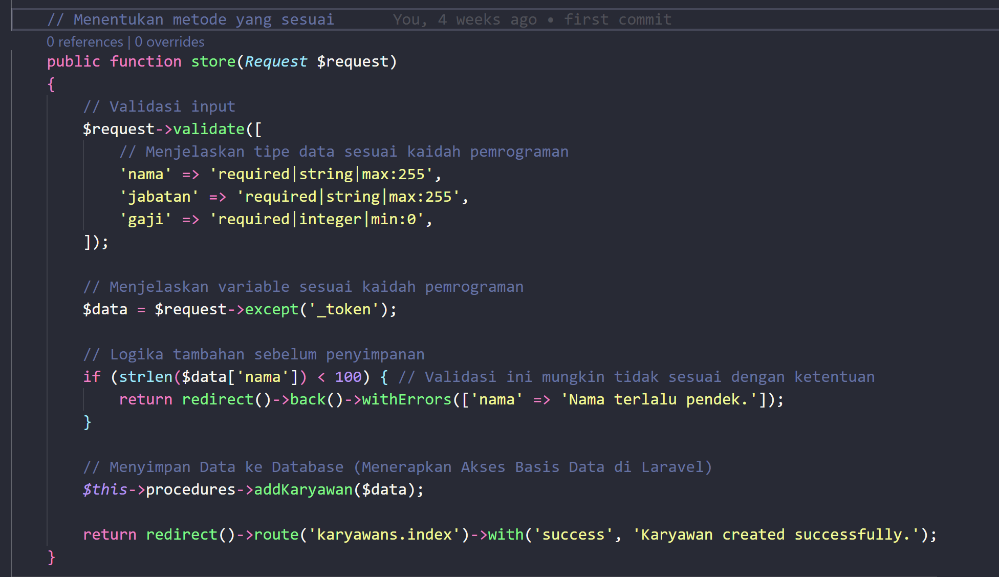 // Menentukan metode yang sesuai You, 4 weeks ago • first commit
0 references | 0 overrides
public function store(Request $request)
{
    // Validasi input
    $request->validate([
        // Menjelaskan tipe data sesuai kaidah pemrograman
        'nama' => 'required|string|max:255',
        'jabatan' => 'required|string|max:255',
        'gaji' => 'required|integer|min:0',
    ]);
    // Menjelaskan variable sesuai kaidah pemrograman
    $data = $request->except('_token');
    // Logika tambahan sebelum penyimpanan
    if (strlen($data['nama']) < 100) { // Validasi ini mungkin tidak sesuai dengan ketentuan
        return redirect()->back()->withErrors(['nama' => 'Nama terlalu pendek.']);
    }
    // Menyimpan Data ke Database (Menerapkan Akses Basis Data di Laravel)
    $this->procedures->addKaryawan($data);
    return redirect()->route('karyawans.index')->with('success', 'Karyawan created successfully.');
}